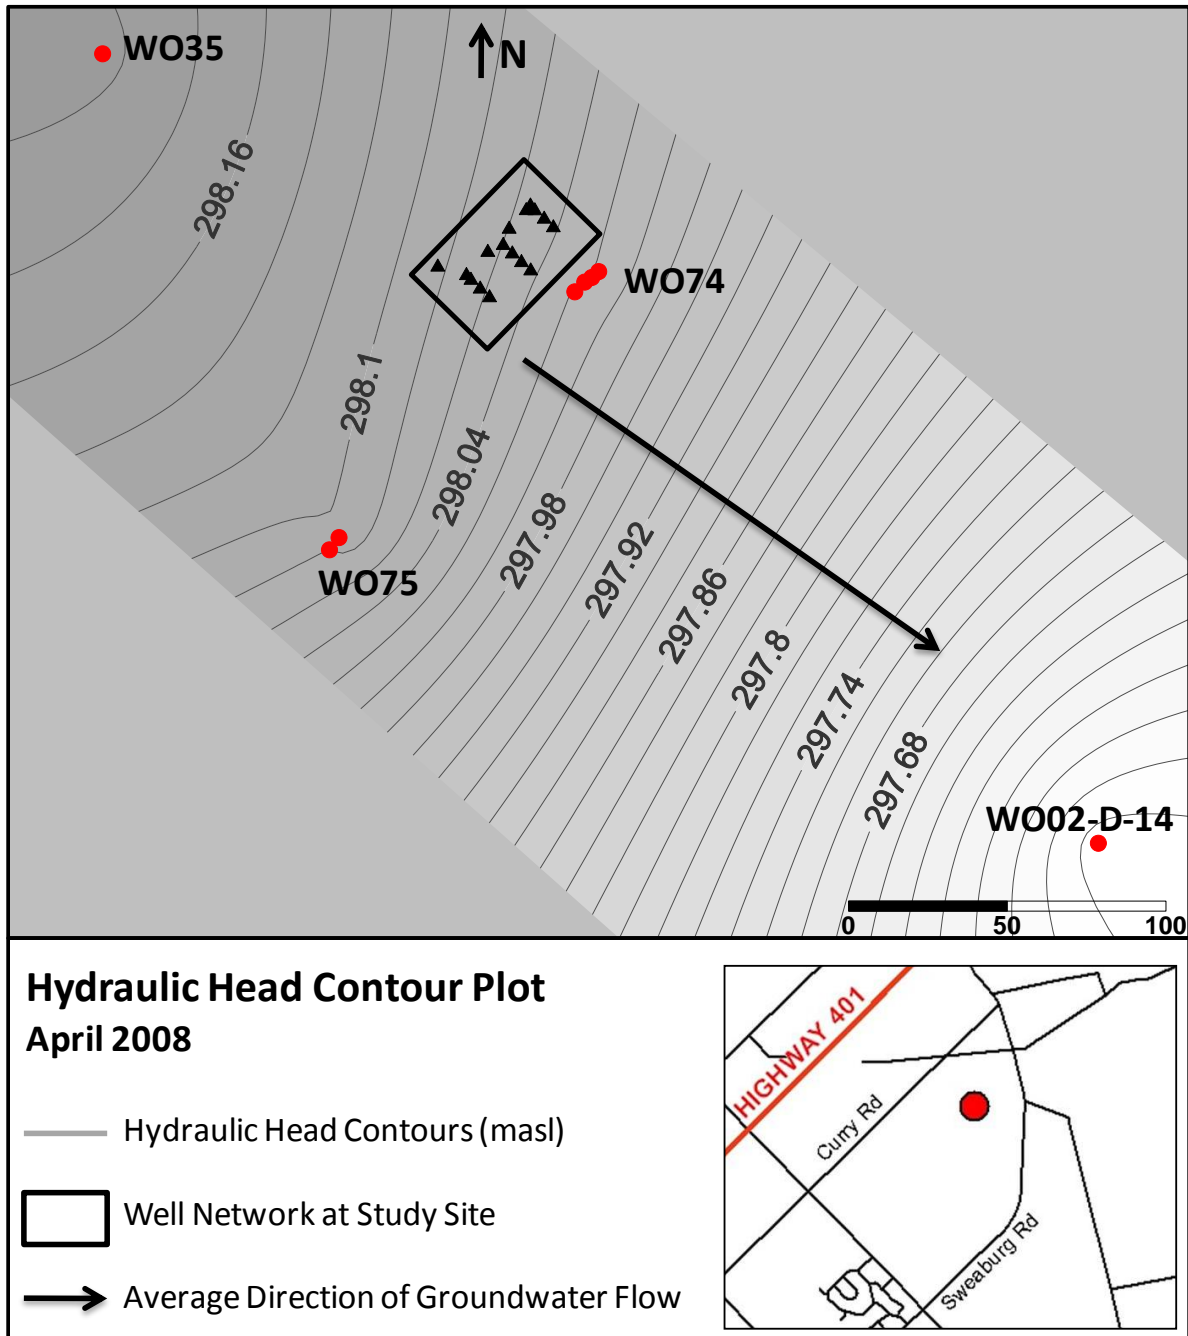 WO35
N
298.16
WO74
298.1
298.04
297.98
297.92
WO75
297.86
297.8
297.74
297.68
WO02-D-14
0 50 100
Hydraulic Head Contour Plot
April 2008
Hydraulic Head Contours (masl)
Well Network at Study Site
Average Direction of Groundwater Flow
HIGHWAY 401
Curry Rd
Sweaburg Rd